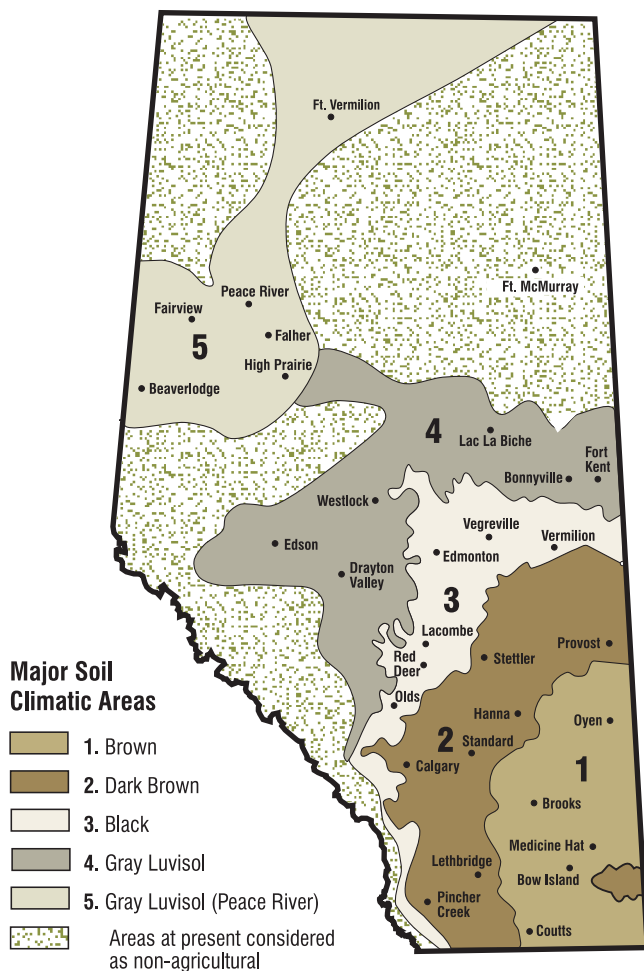 Ft. Vermilion
Ft. McMurray
Peace River
Fairview
Falher
5
High Prairie
Beaverlodge
4
Lac La Biche
Fort
Kent
Bonnyville
Westlock
Vegreville
Vermilion
Edson
Edmonton
Drayton
Valley
3
Lacombe
Provost
Red
Deer
Stettler
Olds
Hanna
Oyen
2
Standard
Calgary
1
Brooks
Medicine Hat
Lethbridge
Bow Island
Pincher
Creek
Coutts
Major Soil
Climatic Areas
1. Brown
2. Dark Brown
3. Black
4. Gray Luvisol
5. Gray Luvisol (Peace River)
Areas at present considered
as non-agricultural